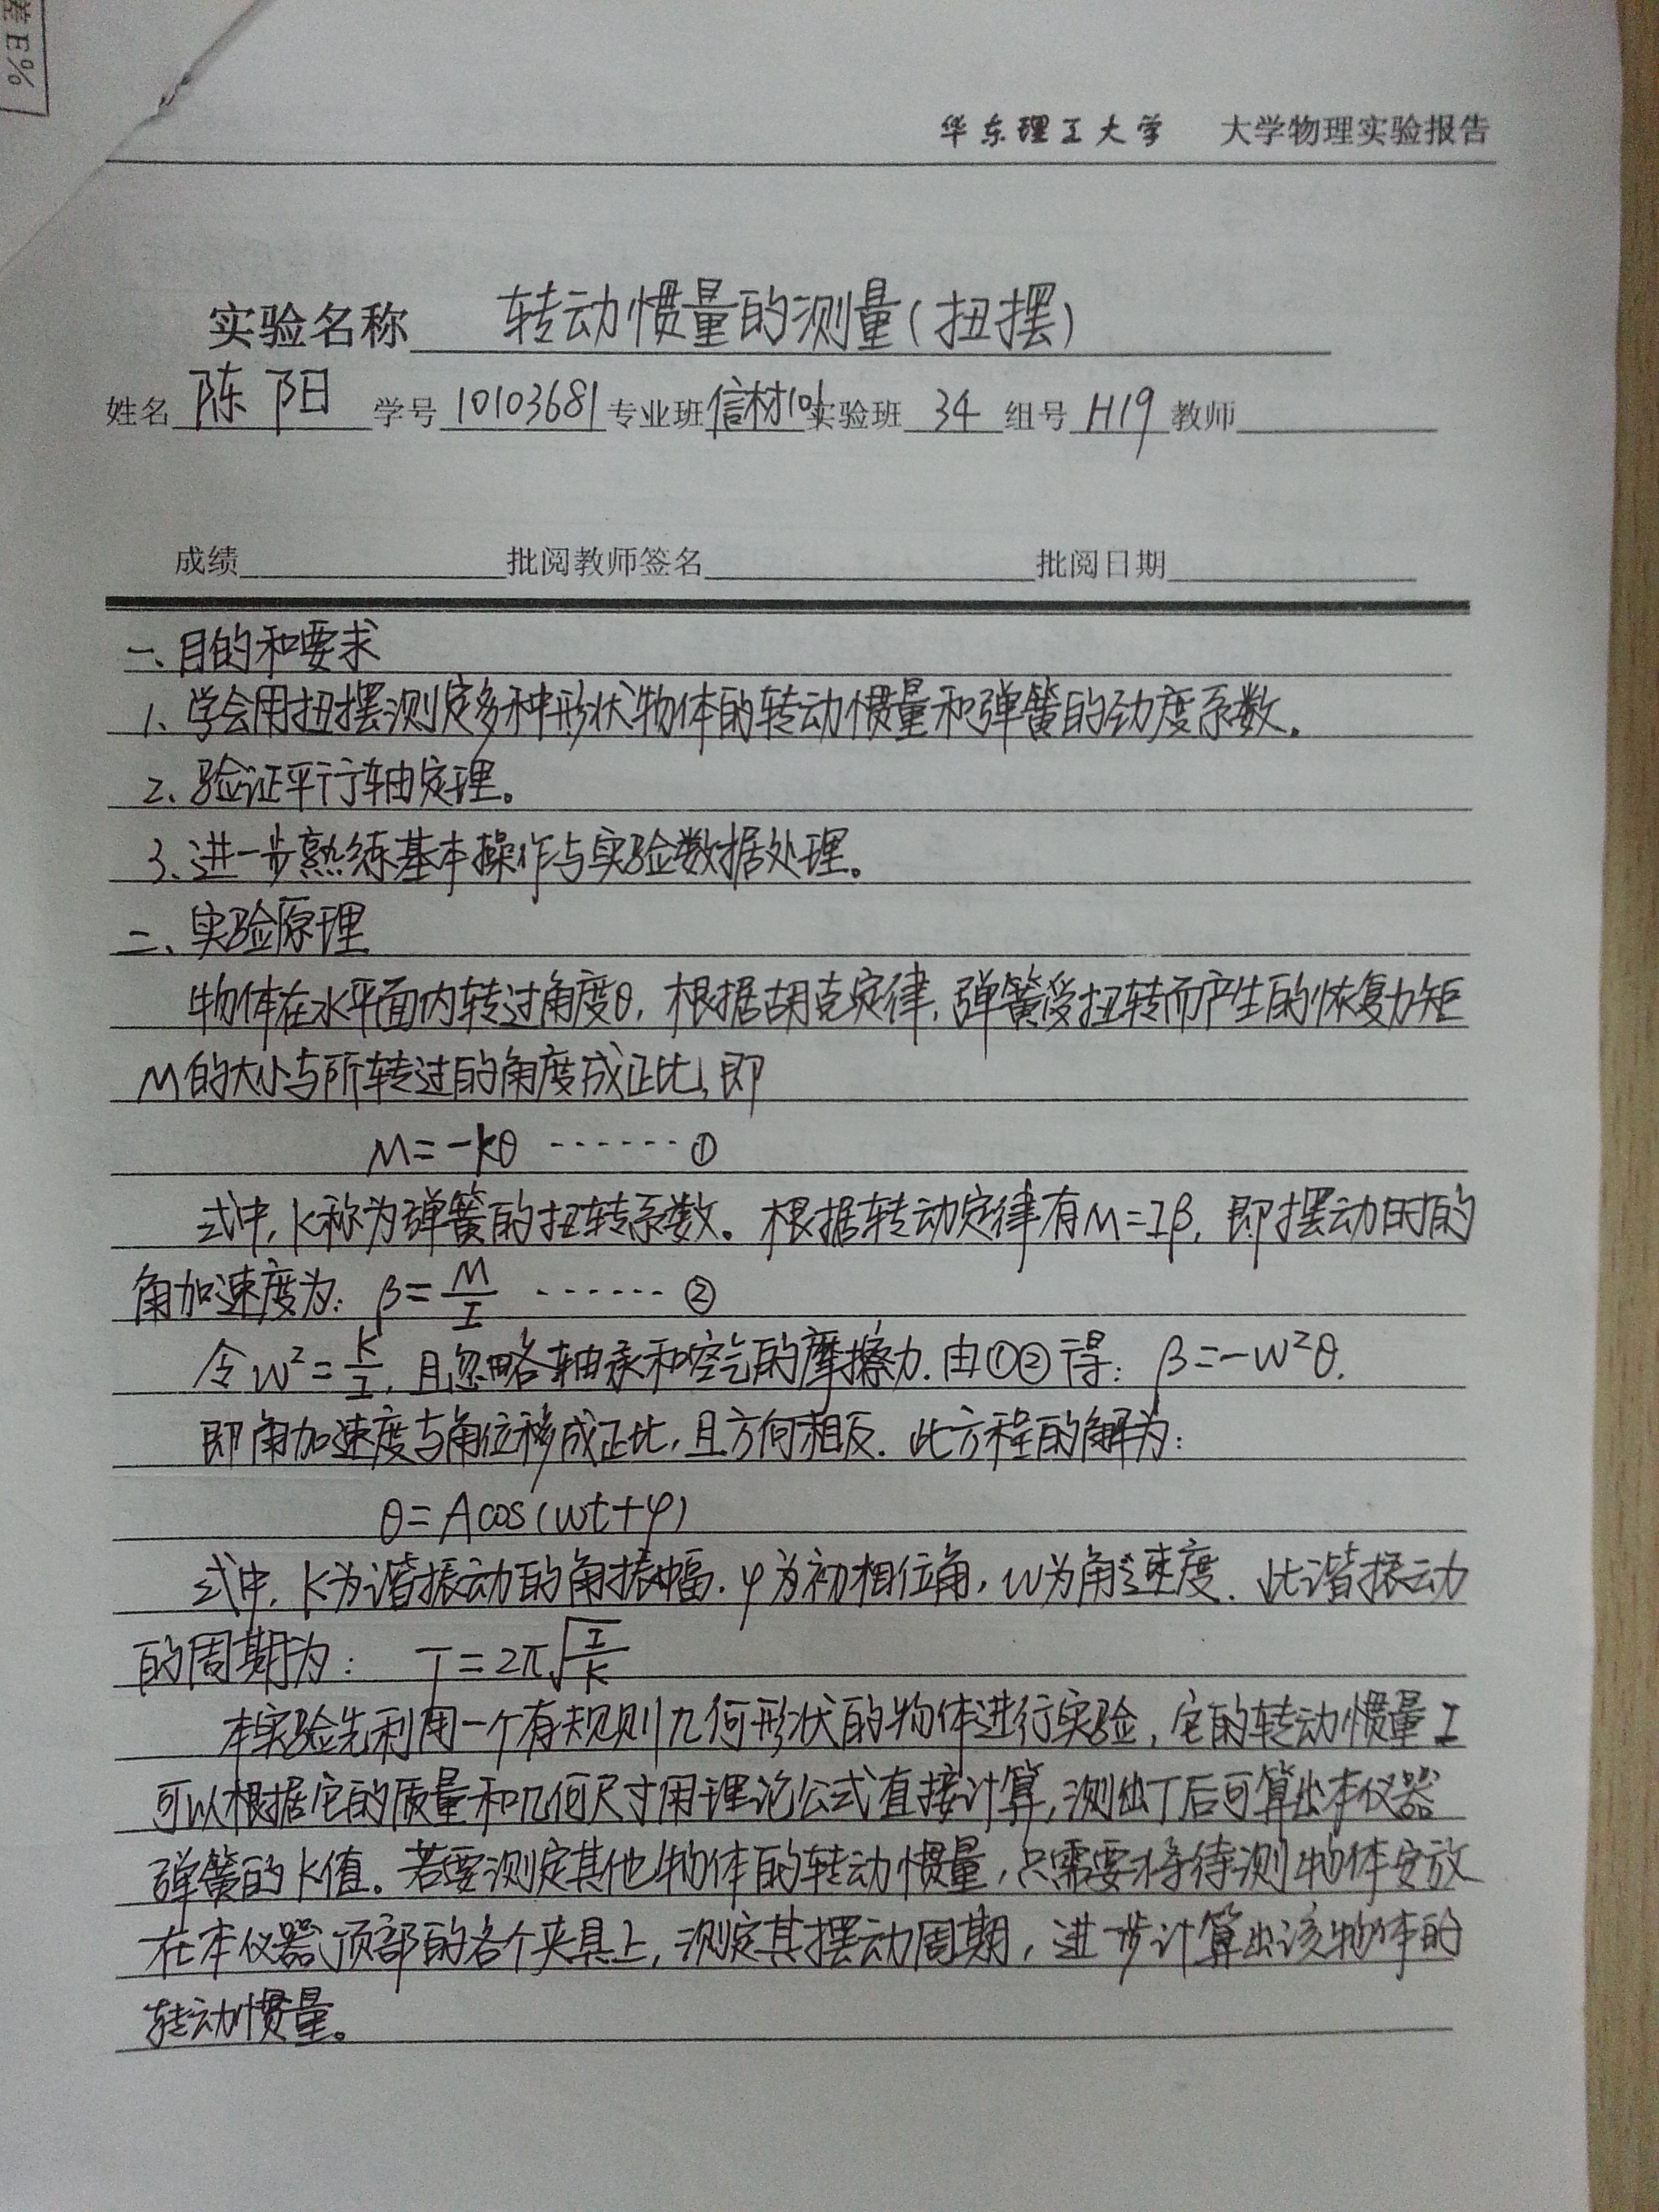 差E%
华东理工大学 大学物理实验报告
实验名称 转动惯量的测量(扭摆)
姓名 陈阳 学号 10103681 专业班 信材101 实验班 34 组号 H19 教师
成绩 批阅教师签名 批阅日期
一、目的和要求
1、学会用扭摆测定多种形状物体的转动惯量和弹簧的劲度系数。
2、验证平行轴定理。
3、进一步熟练基本操作与实验数据处理。
二、实验原理
物体在水平面内转过角度θ,根据胡克定律,弹簧受扭转而产生的恢复力矩
M的大小与所转过的角度成正比,即
M=-kθ ······· ①
式中,K称为弹簧的扭转系数。根据转动定律有M=Iβ,即摆动时的
角加速度为: β=M/I ······ ②
令ω²=K/I,且忽略轴承和空气的摩擦力.由①②得: β=-ω²θ.
即角加速度与角位移成正比,且方向相反.此方程的解为:
θ=Acos(ωt+φ)
式中,K为谐振动的角振幅.φ为初相位角,ω为角速度.此谐振动
的周期为: T=2π√(I/K)
本实验先利用一个有规则几何形状的物体进行实验,它的转动惯量I
可以根据它的质量和几何尺寸用理论公式直接计算,测出T后可算出本仪器
弹簧的K值。若要测定其他物体的转动惯量,只需要将待测物体安放
在本仪器顶部的各个夹具上,测定其摆动周期,进步计算出该物体的
转动惯量。